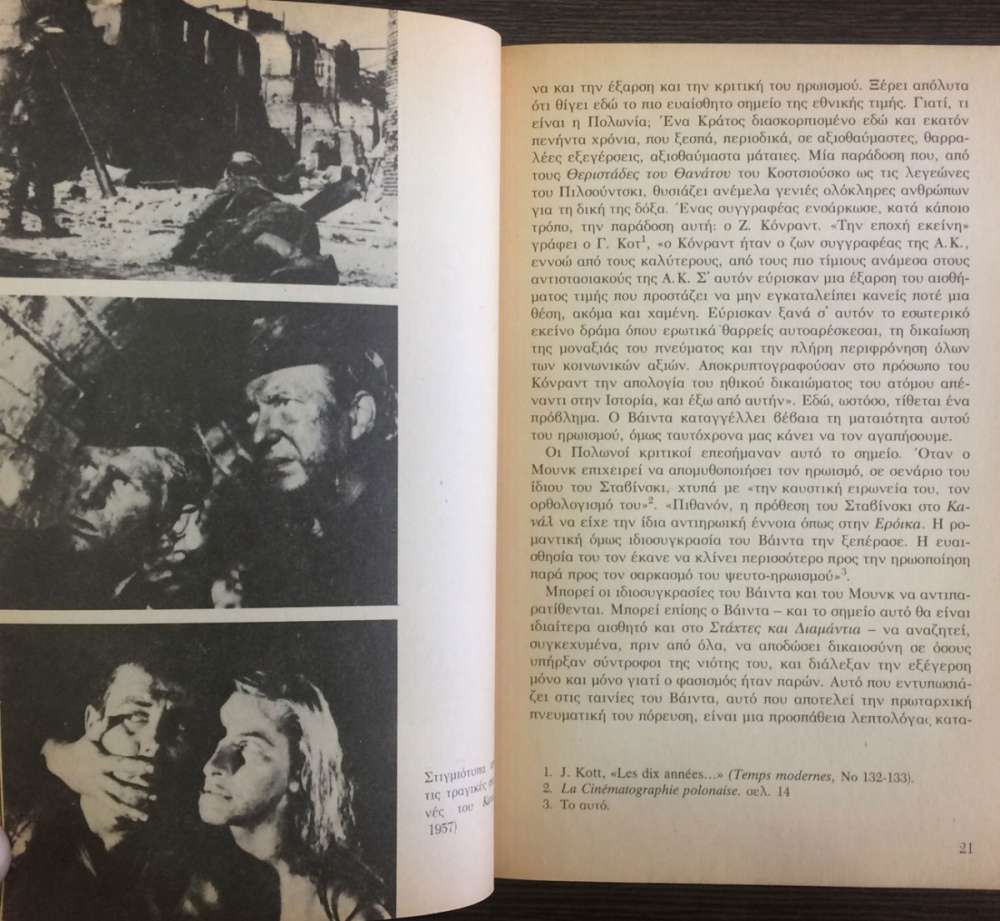 Στιγμιότυπα
τις τραγικές
νές του
1957)
να και την έξαρση και την κριτική του ηρωισμού. Ξέρει απόλυτα
ότι θίγει εδώ το πιο ευαίσθητο σημείο της εθνικής τιμής. Γιατί, τι
είναι η Πολωνία; Ένα Κράτος διασκορπισμένο εδώ και εκατόν
πενήντα χρόνια, που ξεσπά, περιοδικά, σε αξιοθαύμαστες, θαρρα-
λέες εξεγέρσεις, αξιοθαύμαστα μάταιες. Μία παράδοση που, από
τους Θεριστάδες του Θανάτου του Κοστσιούσκο ως τις λεγεώνες
του Πιλσούντσκι, θυσιάζει ανέμελα γενιές ολόκληρες ανθρώπων
για τη δική της δόξα. Ένας συγγραφέας ενσάρκωσε, κατά κάποιο
τρόπο, την παράδοση αυτή: ο Ζ. Κόνραντ. «Την εποχή εκείνη»
γράφει ο Γ. Κοτ¹, «ο Κόνραντ ήταν ο ζων συγγραφέας της Α.Κ.,
εννοώ από τους καλύτερους, από τους πιο τίμιους ανάμεσα στους
αντιστασιακούς της Α.Κ. Σ' αυτόν εύρισκαν μια έξαρση του αισθή-
ματος τιμής που προστάζει να μην εγκαταλείπει κανείς ποτέ μια
θέση, ακόμα και χαμένη. Εύρισκαν ξανά σ' αυτόν το εσωτερικό
εκείνο δράμα όπου ερωτικά θαρρείς αυτοαρέσκεσαι, τη δικαίωση
της μοναξιάς του πνεύματος και την πλήρη περιφρόνηση όλων
των κοινωνικών αξιών. Αποκρυπτογραφούσαν στο πρόσωπο του
Κόνραντ την απολογία του ηθικού δικαιώματος του ατόμου απέ-
ναντι στην Ιστορία, και έξω από αυτήν». Εδώ, ωστόσο, τίθεται ένα
πρόβλημα. Ο Βάιντα καταγγέλλει βέβαια τη ματαιότητα αυτού
του ηρωισμού, όμως ταυτόχρονα μας κάνει να τον αγαπήσουμε.
Οι Πολωνοί κριτικοί επεσήμαναν αυτό το σημείο. Όταν ο
Μουνκ επιχειρεί να απομυθοποιήσει τον ηρωισμό, σε σενάριο του
ίδιου του Σταβίνσκι, χτυπά με «την καυστική ειρωνεία του, τον
ορθολογισμό του»². «Πιθανόν, η πρόθεση του Σταβίνσκι στο Κα-
νάλ να είχε την ίδια αντιηρωική έννοια όπως στην Ερόικα. Η ρο-
μαντική όμως ιδιοσυγκρασία του Βάιντα την ξεπέρασε. Η ευαι-
σθησία του τον έκανε να κλίνει περισσότερο προς την ηρωοποίηση
παρά προς τον σαρκασμό του ψευτο-ηρωισμού»³.
Μπορεί οι ιδιοσυγκρασίες του Βάιντα και του Μουνκ να αντιπα-
ρατίθενται. Μπορεί επίσης ο Βάιντα – και το σημείο αυτό θα είναι
ιδιαίτερα αισθητό και στο Στάχτες και Διαμάντια – να αναζητεί,
συγκεχυμένα, πριν από όλα, να αποδώσει δικαιοσύνη σε όσους
υπήρξαν σύντροφοι της νιότης του, και διάλεξαν την εξέγερση
μόνο και μόνο γιατί ο φασισμός ήταν παρών. Αυτό που εντυπωσιά-
ζει στις ταινίες του Βάιντα, αυτό που αποτελεί την πρωταρχική
πνευματική του πόρευση, είναι μια προσπάθεια λεπτολόγας κατα-
1. J. Kott, «Les dix années...» (Temps modernes, No 132-133).
2. La Cinématographie polonaise. σελ. 14
3. Το αυτό.
21